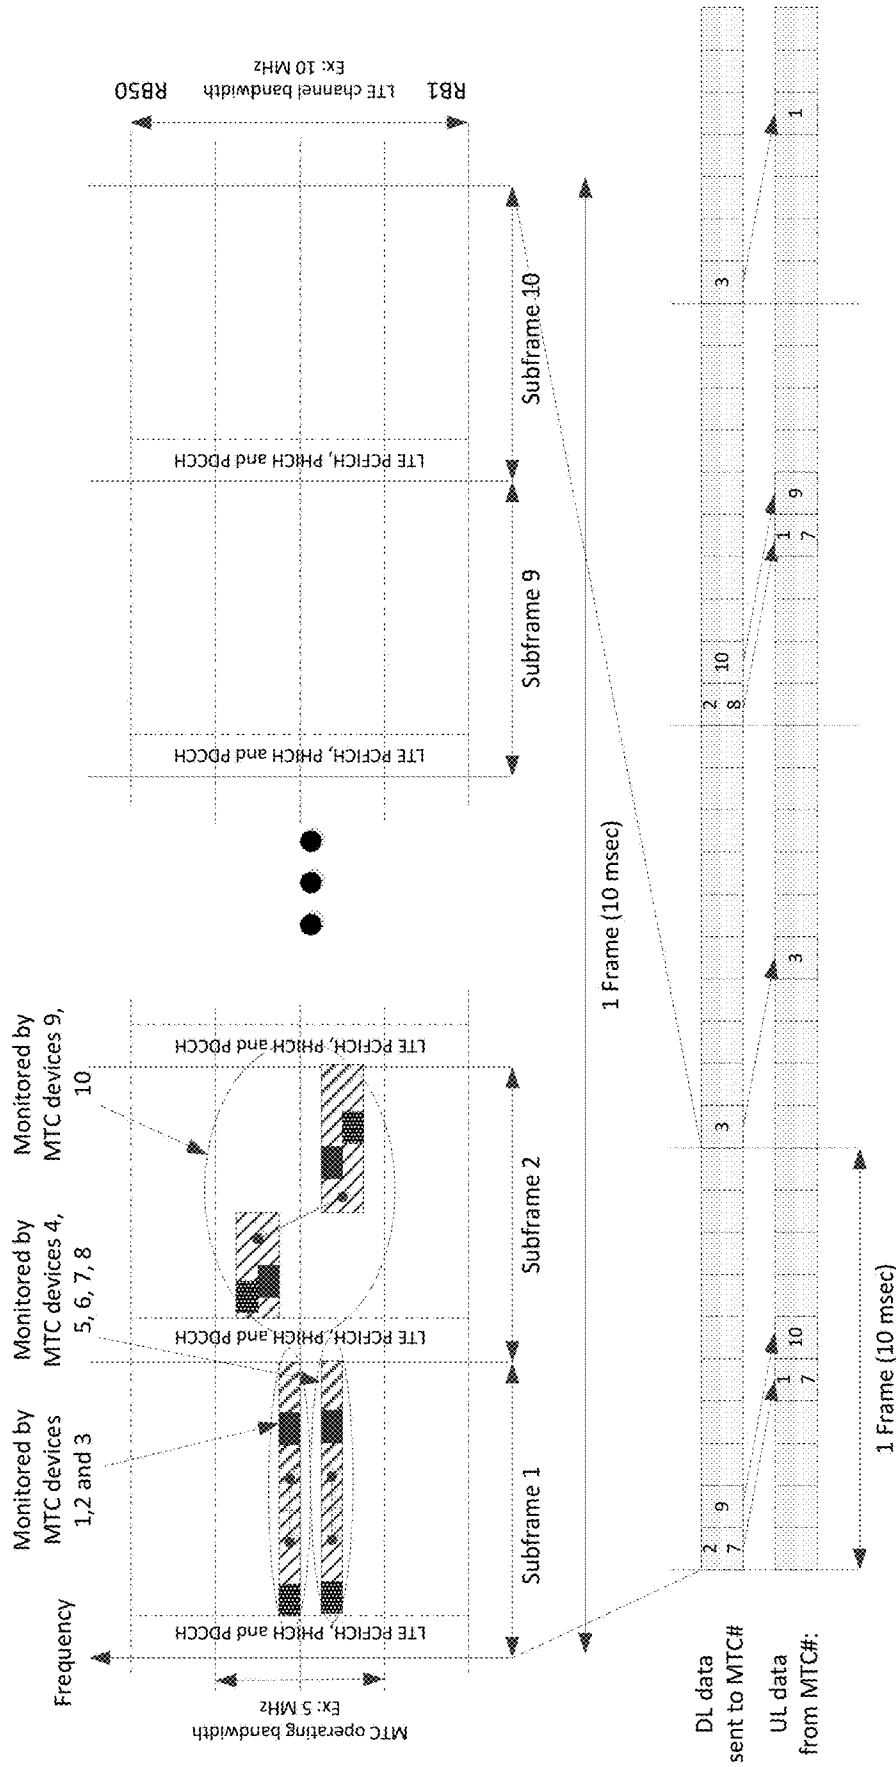 Frequency
Monitored by
MTC devices
1,2 and 3
Monitored by
MTC devices 4,
5, 6, 7, 8
Monitored by
MTC devices 9,
10
MTC operating bandwidth
Ex: 5 MHz
LTE PCFICH, PHICH and PDCCH
LTE PCFICH, PHICH and PDCCH
LTE PCFICH, PHICH and PDCCH
LTE PCFICH, PHICH and PDCCH
LTE PCFICH, PHICH and PDCCH
RB50
LTE channel bandwidth
Ex: 10 MHz
RB1
Subframe 1
Subframe 2
Subframe 9
Subframe 10
1 Frame (10 msec)
DL data
sent to MTC#
2
7
9
3
2
8
10
3
UL data
from MTC#:
1
7
10
3
1
7
9
1
1 Frame (10 msec)